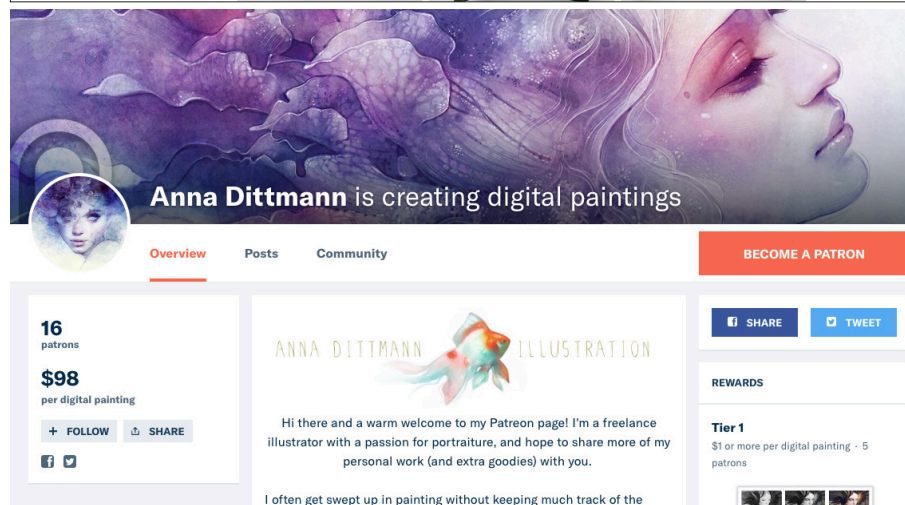 Anna Dittmann is creating digital paintings
Overview
Posts
Community
BECOME A PATRON
16
patrons
$98
per digital painting
+ FOLLOW
SHARE
ANNA DITTMANN ILLUSTRATION
Hi there and a warm welcome to my Patreon page! I'm a freelance
illustrator with a passion for portraiture, and hope to share more of my
personal work (and extra goodies) with you.
I often get swept up in painting without keeping much track of the
SHARE
TWEET
REWARDS
Tier 1
$1 or more per digital painting · 5
patrons